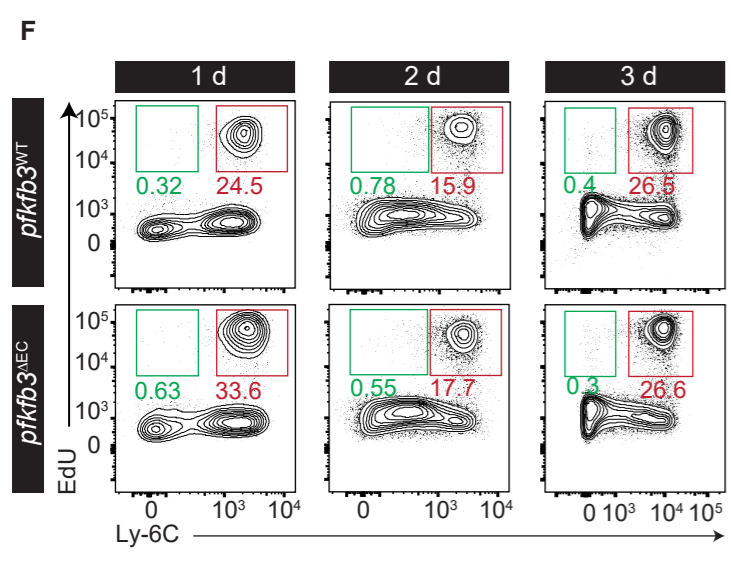 F
1 d 2 d 3 d
pfkfb3WT
10⁵
10⁴
10³
0
0.32 24.5
0.78 15.9
0.4 26.5
pfkfb3ΔEC
10⁵
10⁴
10³
0
0.63 33.6
0.55 17.7
0.3 26.6
EdU
0 10³ 10⁴
0 10³ 10⁴
0 10³ 10⁴ 10⁵
Ly-6C